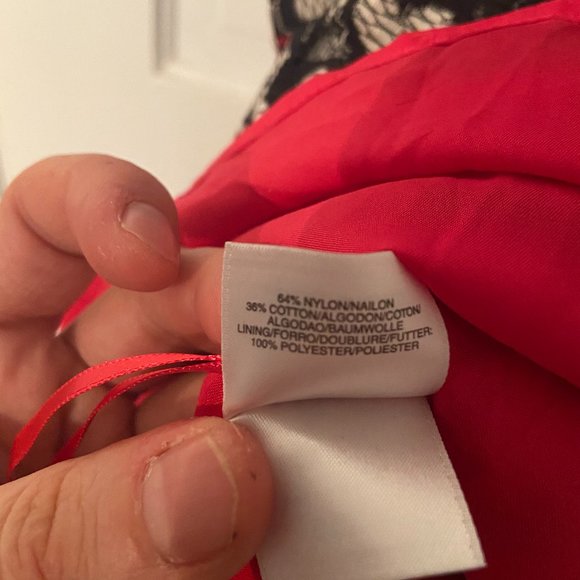 64% NYLON/NAILON
36% COTTON/ALGODON/COTON/
ALGODAO/BAUMWOLLE
LINING/FORRO/DOUBLURE/FUTTER:
100% POLYESTER/POLIESTER